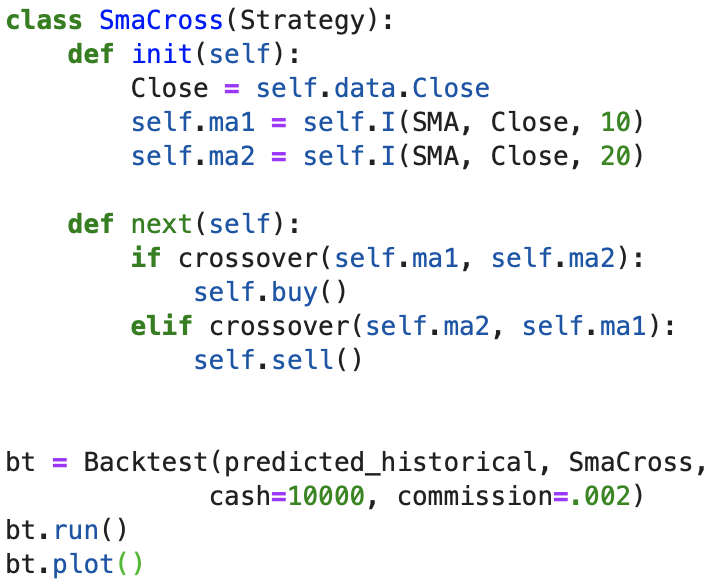 class SmaCross(Strategy):
    def init(self):
        Close = self.data.Close
        self.ma1 = self.I(SMA, Close, 10)
        self.ma2 = self.I(SMA, Close, 20)

    def next(self):
        if crossover(self.ma1, self.ma2):
            self.buy()
        elif crossover(self.ma2, self.ma1):
            self.sell()


bt = Backtest(predicted_historical, SmaCross,
             cash=10000, commission=.002)
bt.run()
bt.plot()